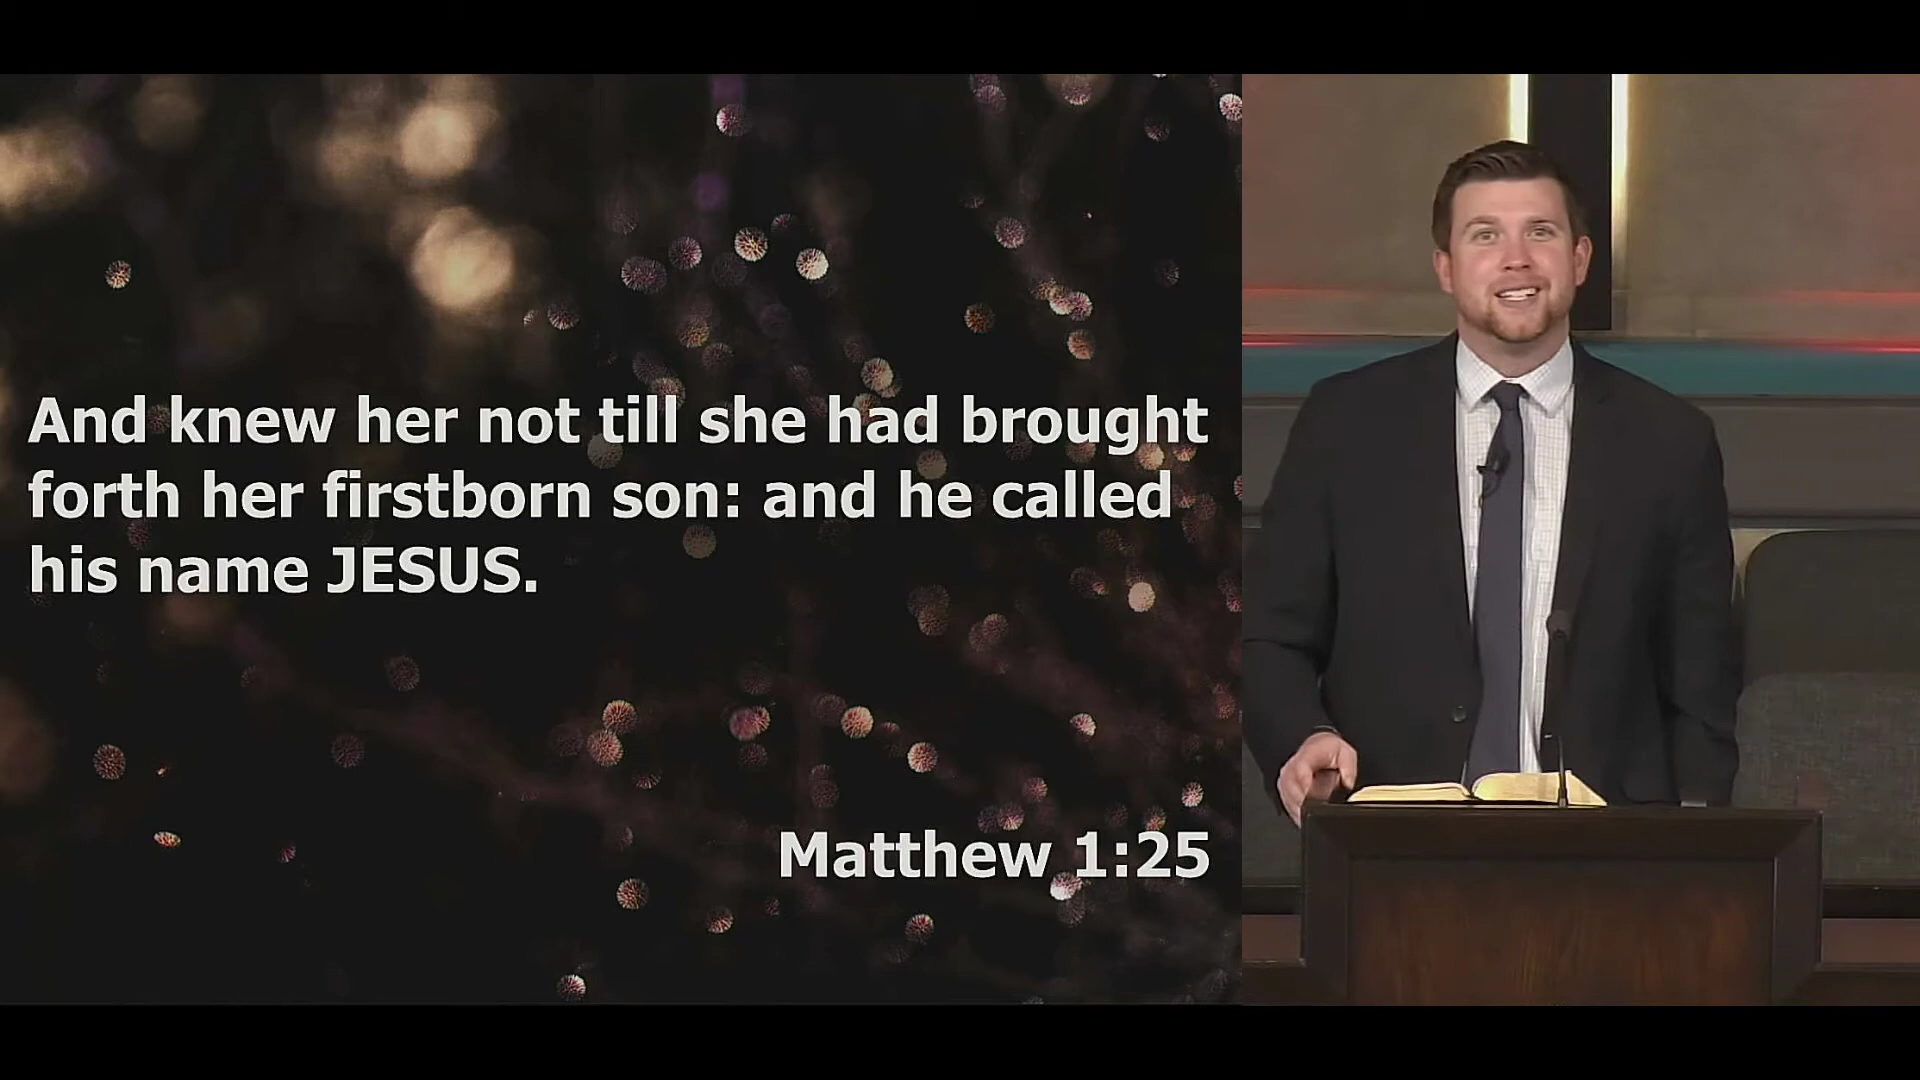 And knew her not till she had brought
forth her firstborn son: and he called
his name JESUS.
Matthew 1:25